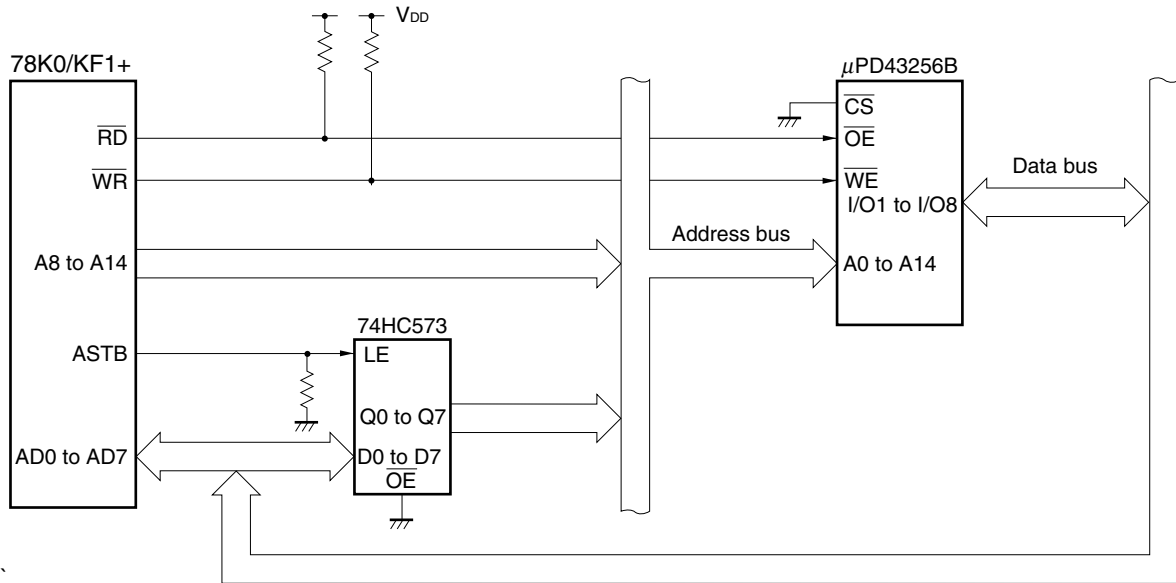 VDD
78K0/KF1+
μPD43256B
CS
RD
OE
WR
WE
Data bus
I/O1 to I/O8
Address bus
A8 to A14
A0 to A14
74HC573
ASTB
LE
Q0 to Q7
AD0 to AD7
D0 to D7
OE
`